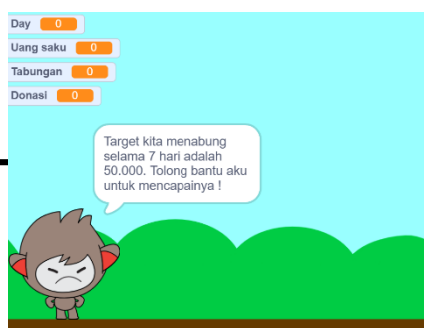 Day 0
Uang saku 0
Tabungan 0
Donasi 0
Target kita menabung
selama 7 hari adalah
50.000. Tolong bantu aku
untuk mencapainya !